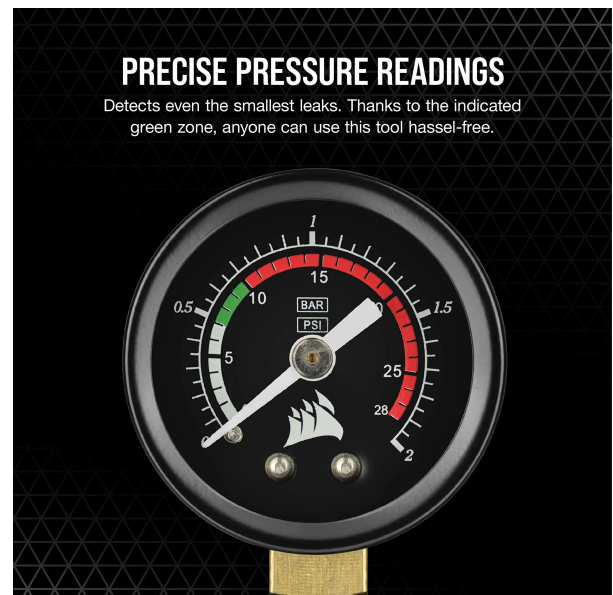 PRECISE PRESSURE READINGS
Detects even the smallest leaks. Thanks to the indicated
green zone, anyone can use this tool hassel-free.
1
15
0.5
10
BAR
1.5
PSI
5
25
28
2